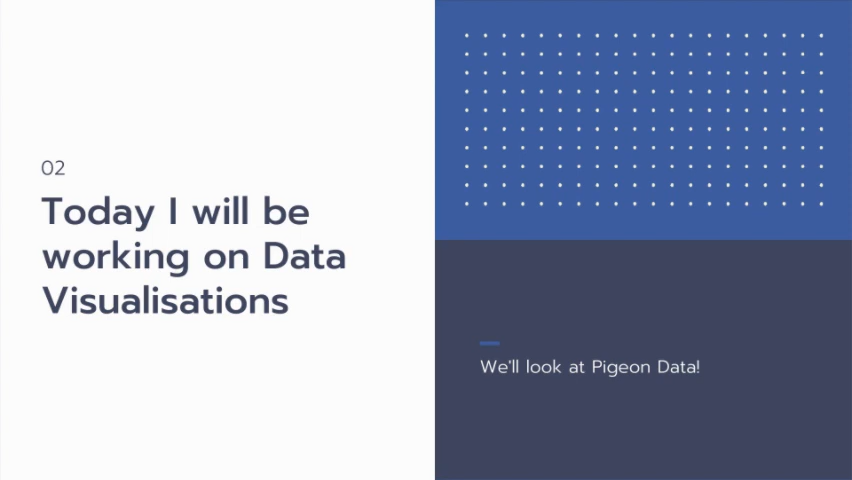 02
Today I will be
working on Data
Visualisations
We'll look at Pigeon Data!